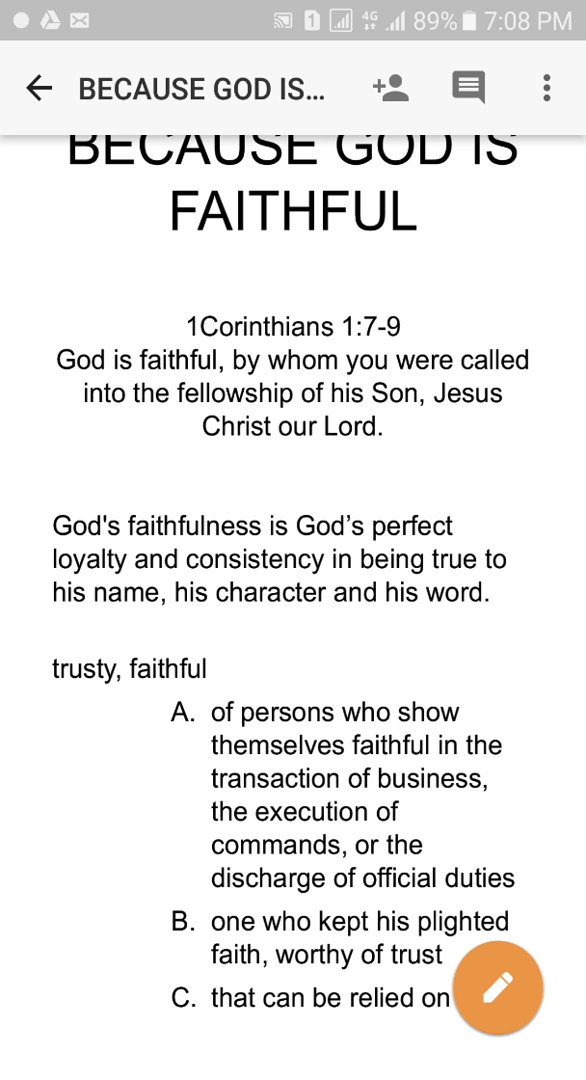 1 4G 89% 7:08 PM
BECAUSE GOD IS...
BECAUSE GOD IS
FAITHFUL
1Corinthians 1:7-9
God is faithful, by whom you were called
into the fellowship of his Son, Jesus
Christ our Lord.
God's faithfulness is God’s perfect
loyalty and consistency in being true to
his name, his character and his word.
trusty, faithful
A. of persons who show
themselves faithful in the
transaction of business,
the execution of
commands, or the
discharge of official duties
B. one who kept his plighted
faith, worthy of trust
C. that can be relied on